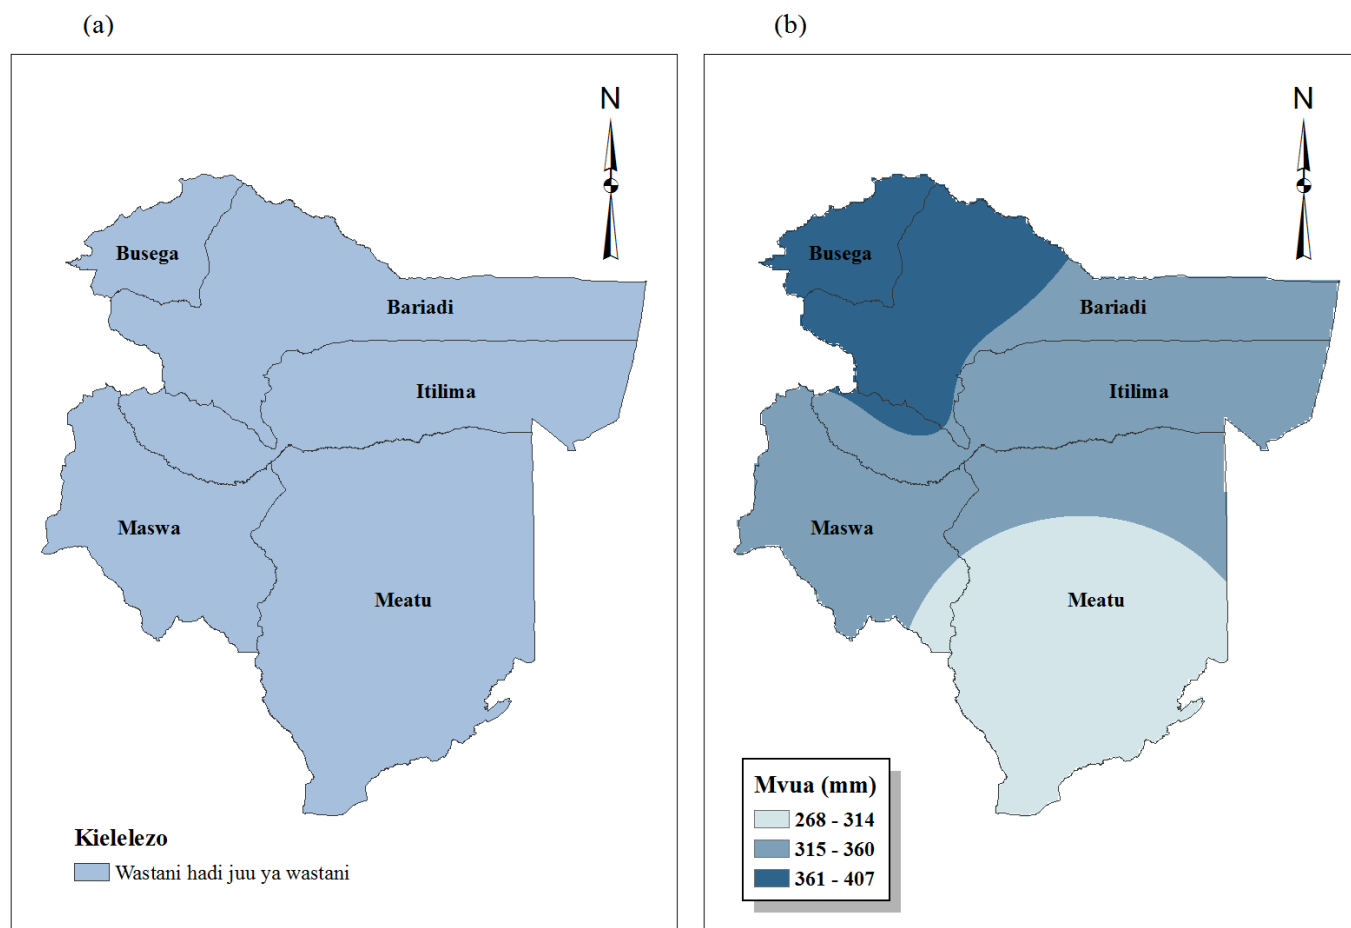 (a)
N
Busega
Bariadi
Itilima
Maswa
Meatu
Kielelezo
Wastani hadi juu ya wastani
(b)
N
Busega
Bariadi
Itilima
Maswa
Meatu
Mvua (mm)
268 - 314
315 - 360
361 - 407